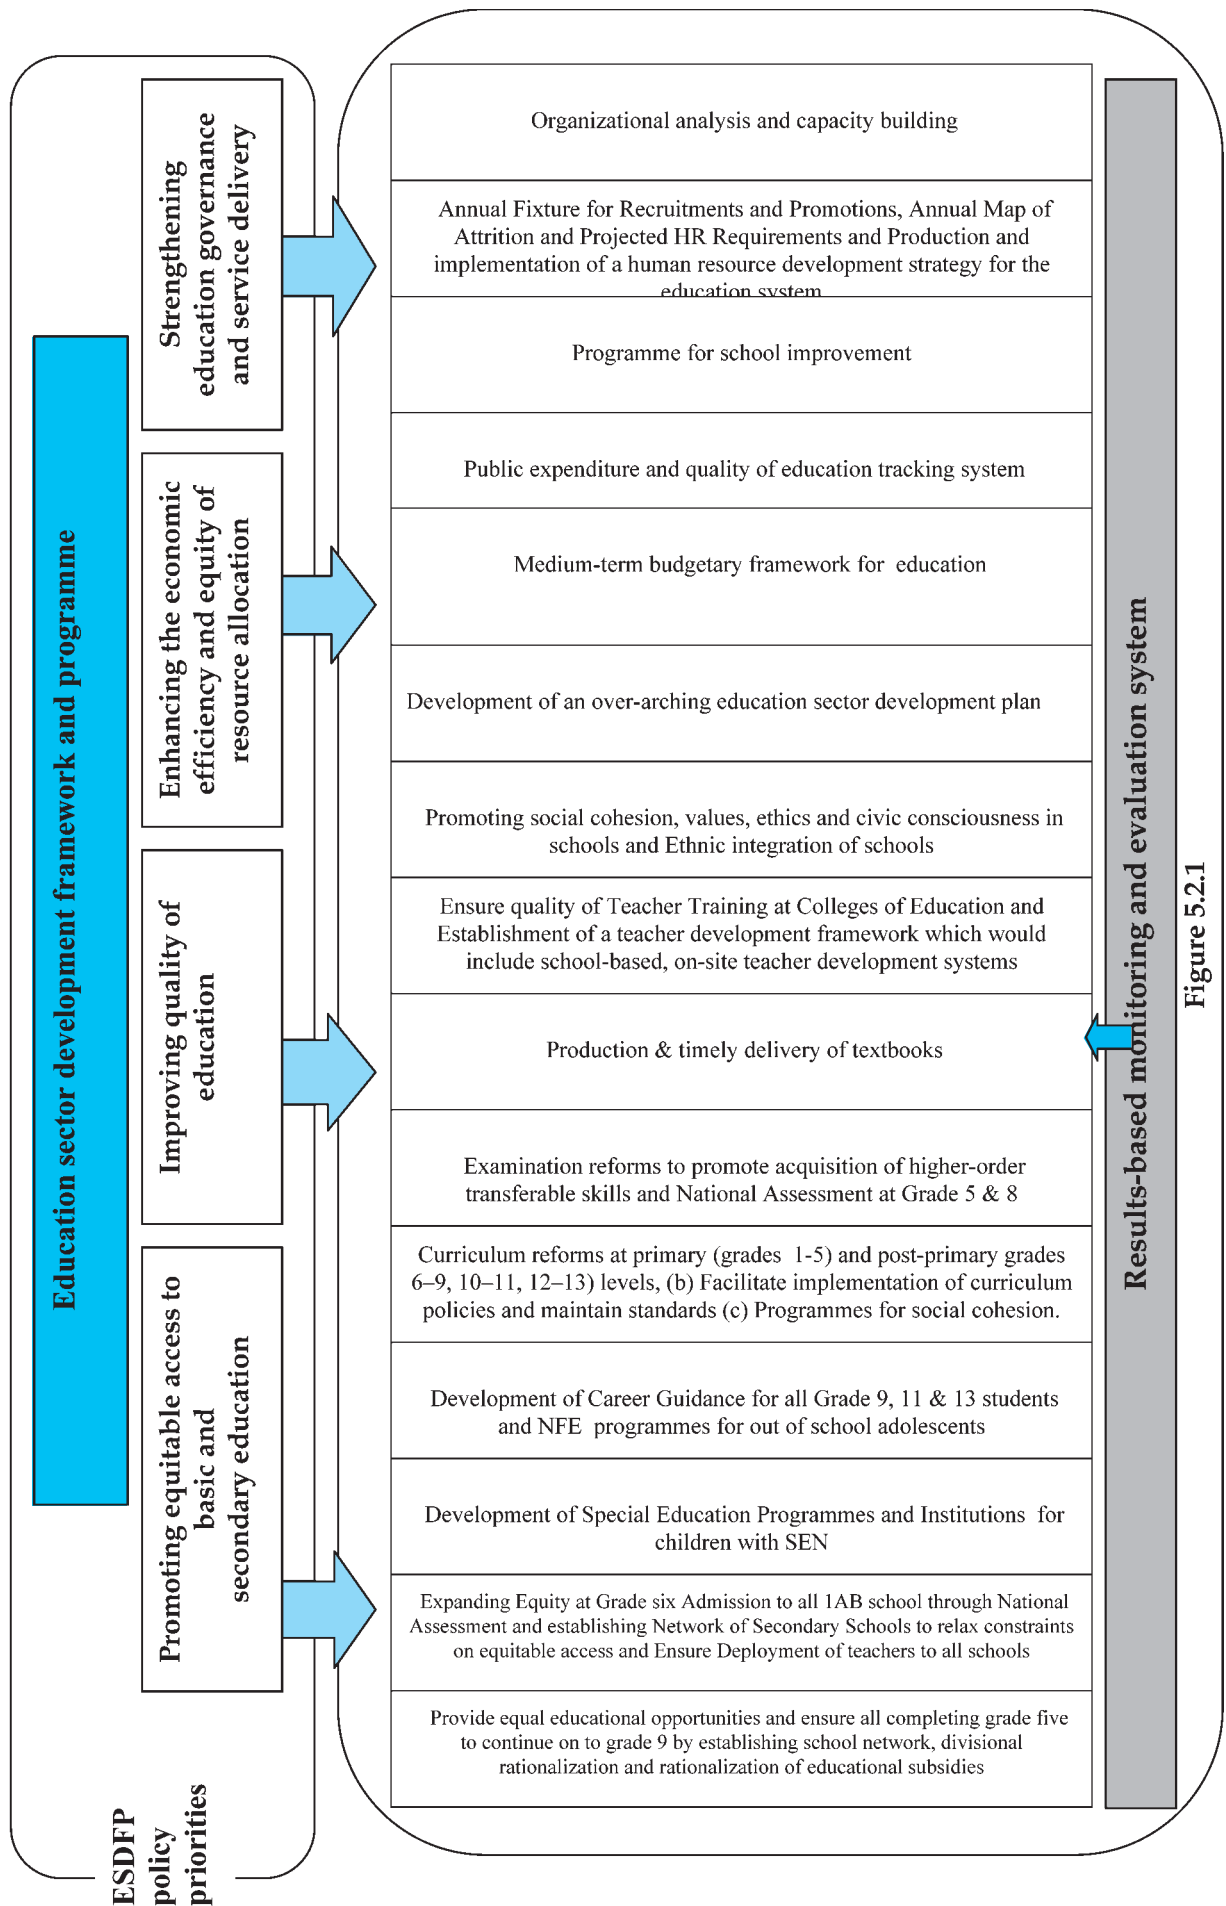 Education sector development framework and programme
ESDFP
policy
priorities
Promoting equitable access to
basic and
secondary education
Improving quality of
education
Enhancing the economic
efficiency and equity of
resource allocation
Strengthening
education governance
and service delivery
Organizational analysis and capacity building
Annual Fixture for Recruitments and Promotions, Annual Map of
Attrition and Projected HR Requirements and Production and
implementation of a human resource development strategy for the
education system
Programme for school improvement
Public expenditure and quality of education tracking system
Medium-term budgetary framework for education
Development of an over-arching education sector development plan
Promoting social cohesion, values, ethics and civic consciousness in
schools and Ethnic integration of schools
Ensure quality of Teacher Training at Colleges of Education and
Establishment of a teacher development framework which would
include school-based, on-site teacher development systems
Production & timely delivery of textbooks
Examination reforms to promote acquisition of higher-order
transferable skills and National Assessment at Grade 5 & 8
Curriculum reforms at primary (grades 1-5) and post-primary grades
6–9, 10–11, 12–13) levels, (b) Facilitate implementation of curriculum
policies and maintain standards (c) Programmes for social cohesion.
Development of Career Guidance for all Grade 9, 11 & 13 students
and NFE programmes for out of school adolescents
Development of Special Education Programmes and Institutions for
children with SEN
Expanding Equity at Grade six Admission to all 1AB school through National
Assessment and establishing Network of Secondary Schools to relax constraints
on equitable access and Ensure Deployment of teachers to all schools
Provide equal educational opportunities and ensure all completing grade five
to continue on to grade 9 by establishing school network, divisional
rationalization and rationalization of educational subsidies
Results-based monitoring and evaluation system
Figure 5.2.1